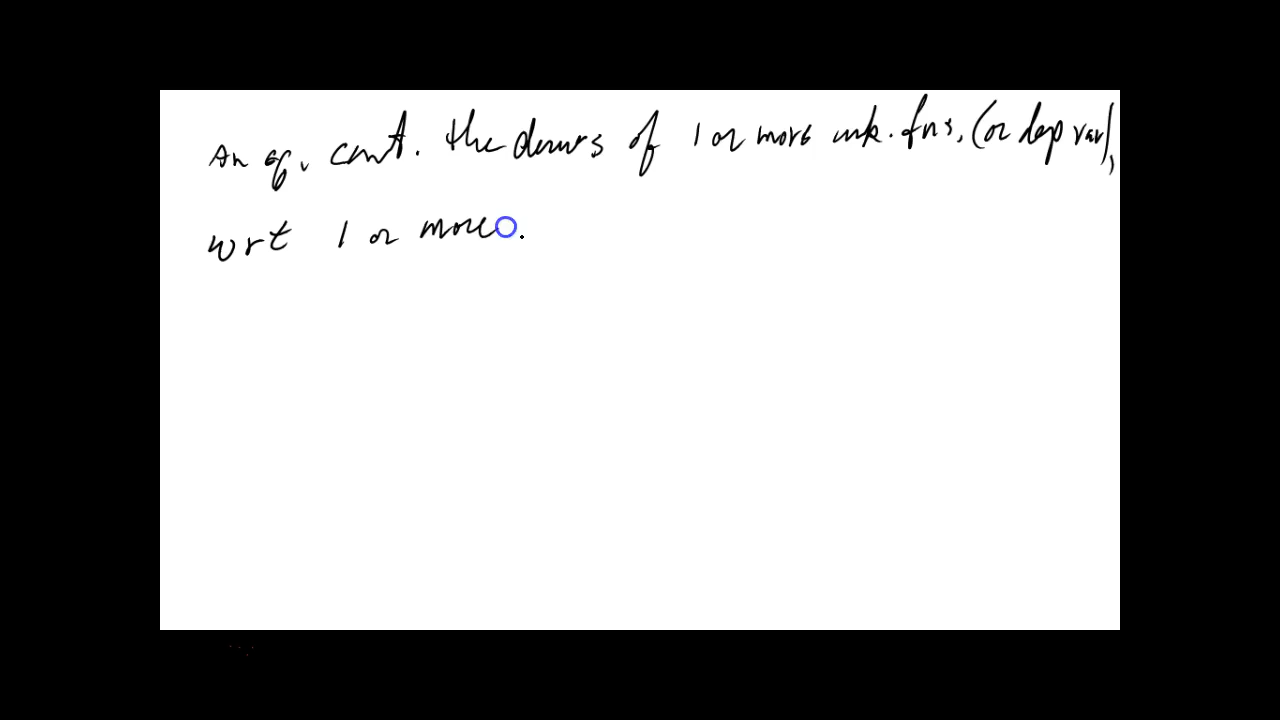 An eq. cont. the derivs of 1 or more unk. fns, (or dep var),
wrt 1 or more